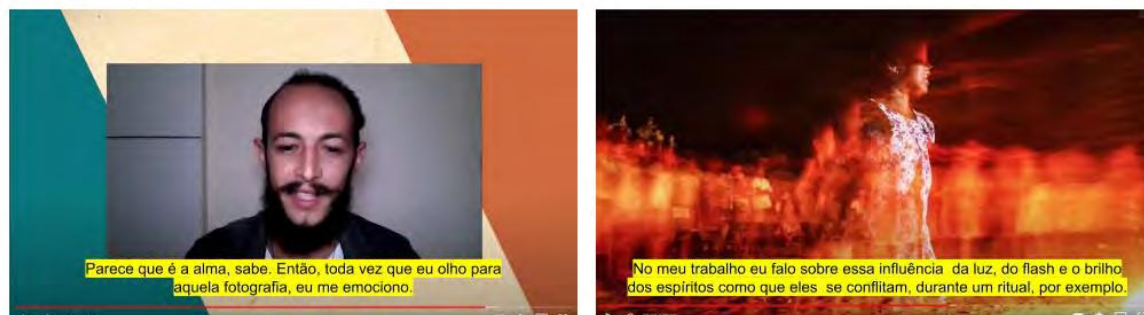 Parece que é a alma, sabe. Então, toda vez que eu olho para
aquela fotografia, eu me emociono.
No meu trabalho eu falo sobre essa influência da luz, do flash e o brilho
dos espíritos como que eles se conflitam, durante um ritual, por exemplo.